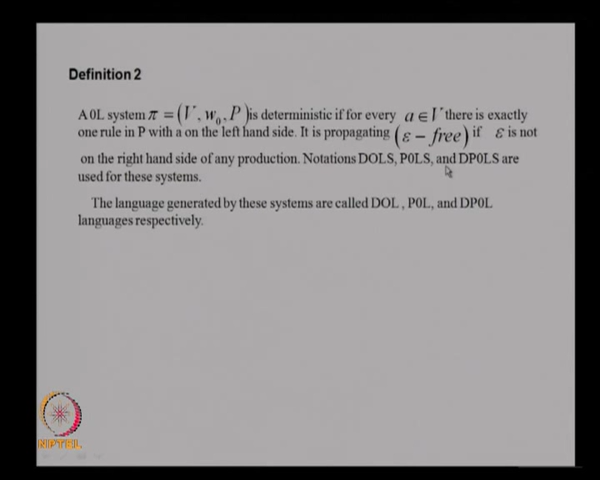 Definition 2
A 0L system π = (V, w₀, P) is deterministic if for every a ∈ V there is exactly
one rule in P with a on the left hand side. It is propagating (ε − free) if ε is not
on the right hand side of any production. Notations DOLS, P0LS, and DP0LS are
used for these systems.
The language generated by these systems are called DOL , P0L, and DP0L
languages respectively.
NPTEL